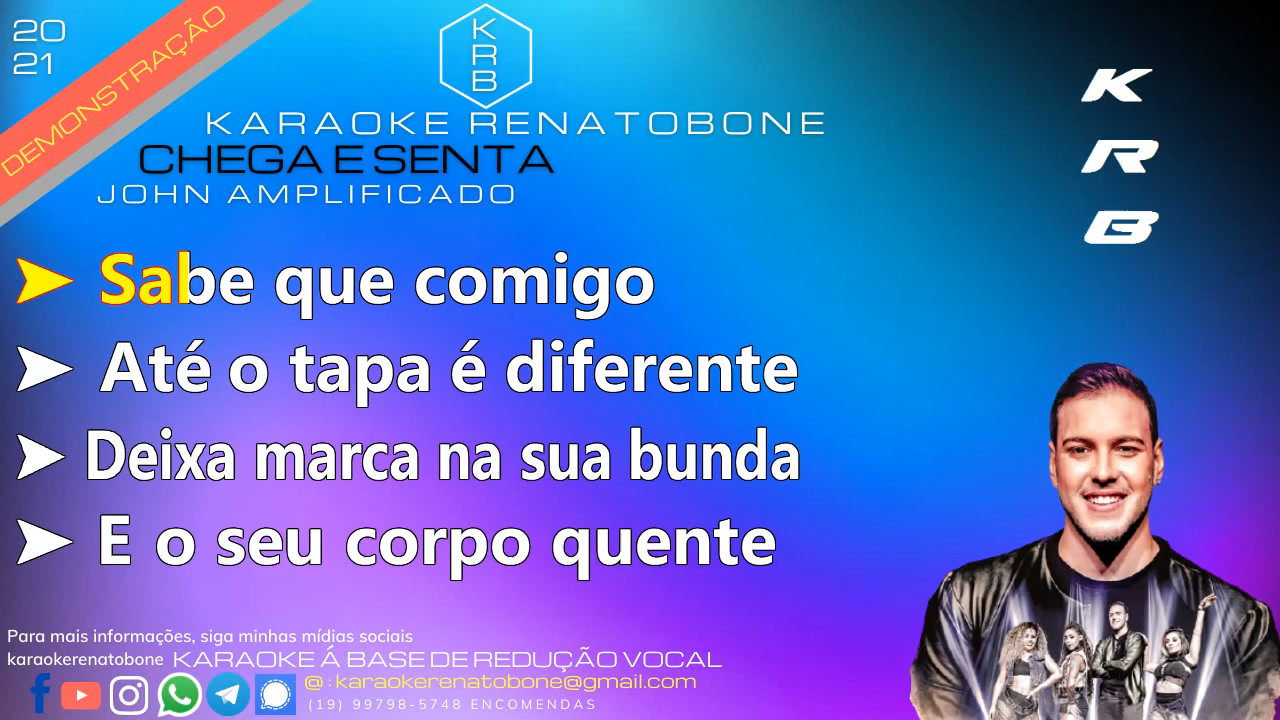 20
21
DEMONSTRAÇÃO
K
R
B
KARAOKE RENATOBONE
CHEGA E SENTA
JOHN AMPLIFICADO
K
R
B
➤ Sabe que comigo
➤ Até o tapa é diferente
➤ Deixa marca na sua bunda
➤ E o seu corpo quente
Para mais informações, siga minhas mídias sociais
karaokerenatobone
KARAOKE Á BASE DE REDUÇÃO VOCAL
@ : karaokerenatobone@gmail.com
(19) 99798-5748 ENCOMENDAS